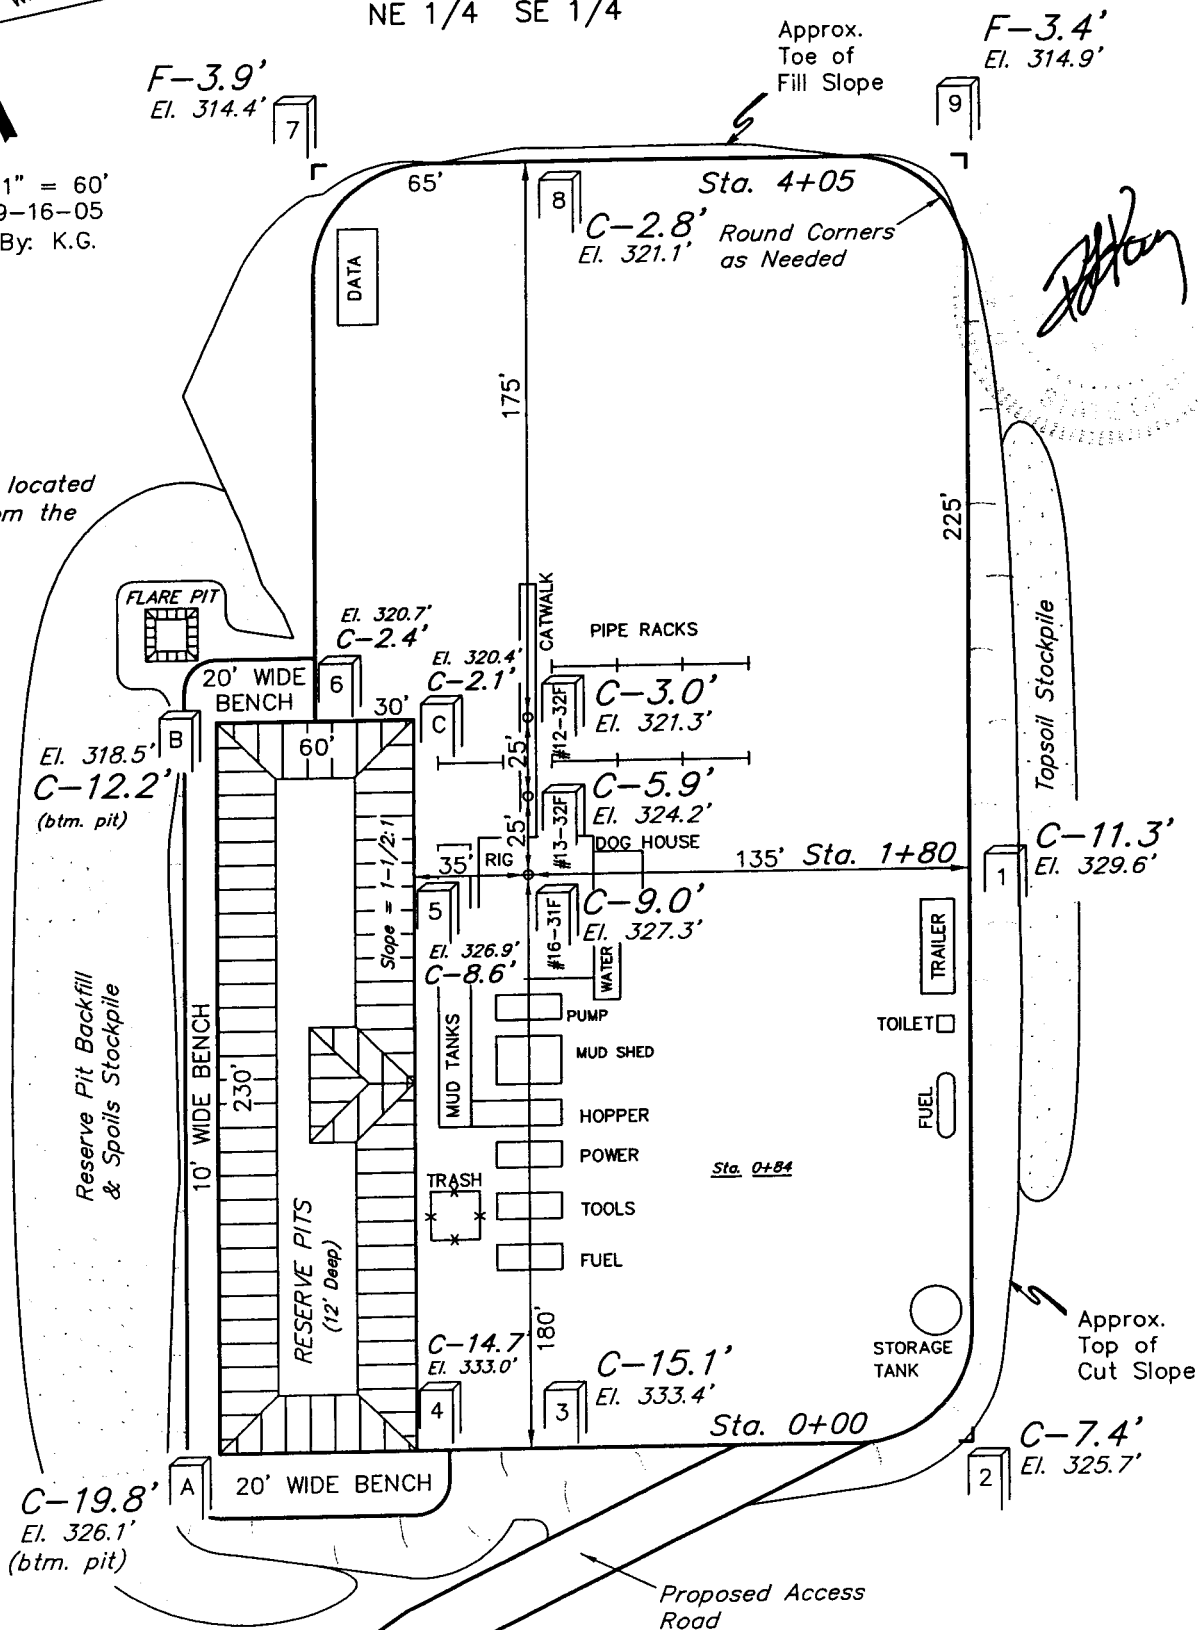 NE 1/4 SE 1/4
Approx.
Toe of
Fill Slope
F-3.4'
El. 314.9'
9
F-3.9'
El. 314.4'
7
1" = 60'
9-16-05
By: K.G.
65'
8
Sta. 4+05
C-2.8'
El. 321.1'
Round Corners
as Needed
DATA
175'
located
om the
225'
FLARE PIT
El. 320.7'
C-2.4'
6
CATWALK
PIPE RACKS
Topsoil Stockpile
20' WIDE
BENCH
30'
El. 320.4'
C-2.1'
C
#12-32F
C-3.0'
El. 321.3'
B
El. 318.5'
C-12.2'
(btm. pit)
60'
25'
#13-32F
C-5.9'
El. 324.2'
Slope = 1-1/2:1
25'
RIG
DOG HOUSE
35'
135'
Sta. 1+80
C-11.3'
El. 329.6'
1
5
El. 326.9'
C-8.6'
#16-31F
C-9.0'
El. 327.3'
WATER
TRAILER
Reserve Pit Backfill
& Spoils Stockpile
10' WIDE BENCH
230'
MUD TANKS
PUMP
TOILET
MUD SHED
FUEL
HOPPER
POWER
Sta. 0+84
TRASH
TOOLS
FUEL
RESERVE PITS
(12' Deep)
180'
C-14.7'
El. 333.0'
4
3
C-15.1'
El. 333.4'
STORAGE
TANK
Approx.
Top of
Cut Slope
Sta. 0+00
C-7.4'
El. 325.7'
2
A
20' WIDE BENCH
C-19.8'
El. 326.1'
(btm. pit)
Proposed Access
Road